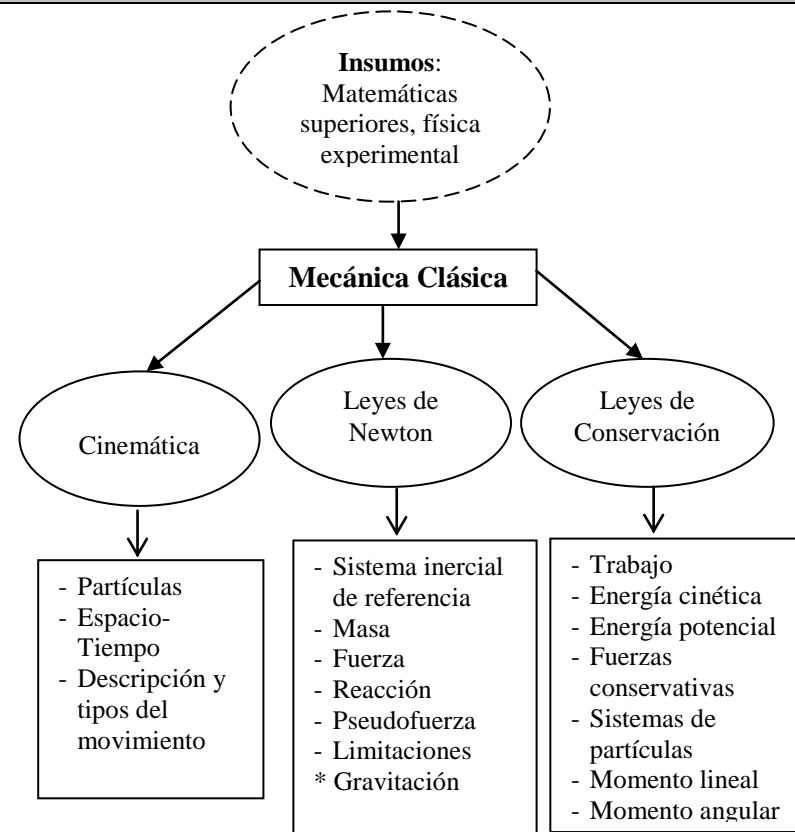 Insumos:
Matemáticas
superiores, física
experimental
Mecánica Clásica
Cinemática
Leyes de
Newton
Leyes de
Conservación
- Partículas
- Espacio-
Tiempo
- Descripción y
tipos del
movimiento
- Sistema inercial
de referencia
- Masa
- Fuerza
- Reacción
- Pseudofuerza
- Limitaciones
* Gravitación
- Trabajo
- Energía cinética
- Energía potencial
- Fuerzas
conservativas
- Sistemas de
partículas
- Momento lineal
- Momento angular